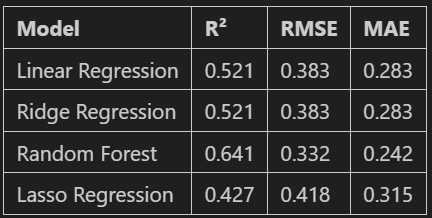 Model R² RMSE MAE
Linear Regression 0.521 0.383 0.283
Ridge Regression 0.521 0.383 0.283
Random Forest 0.641 0.332 0.242
Lasso Regression 0.427 0.418 0.315